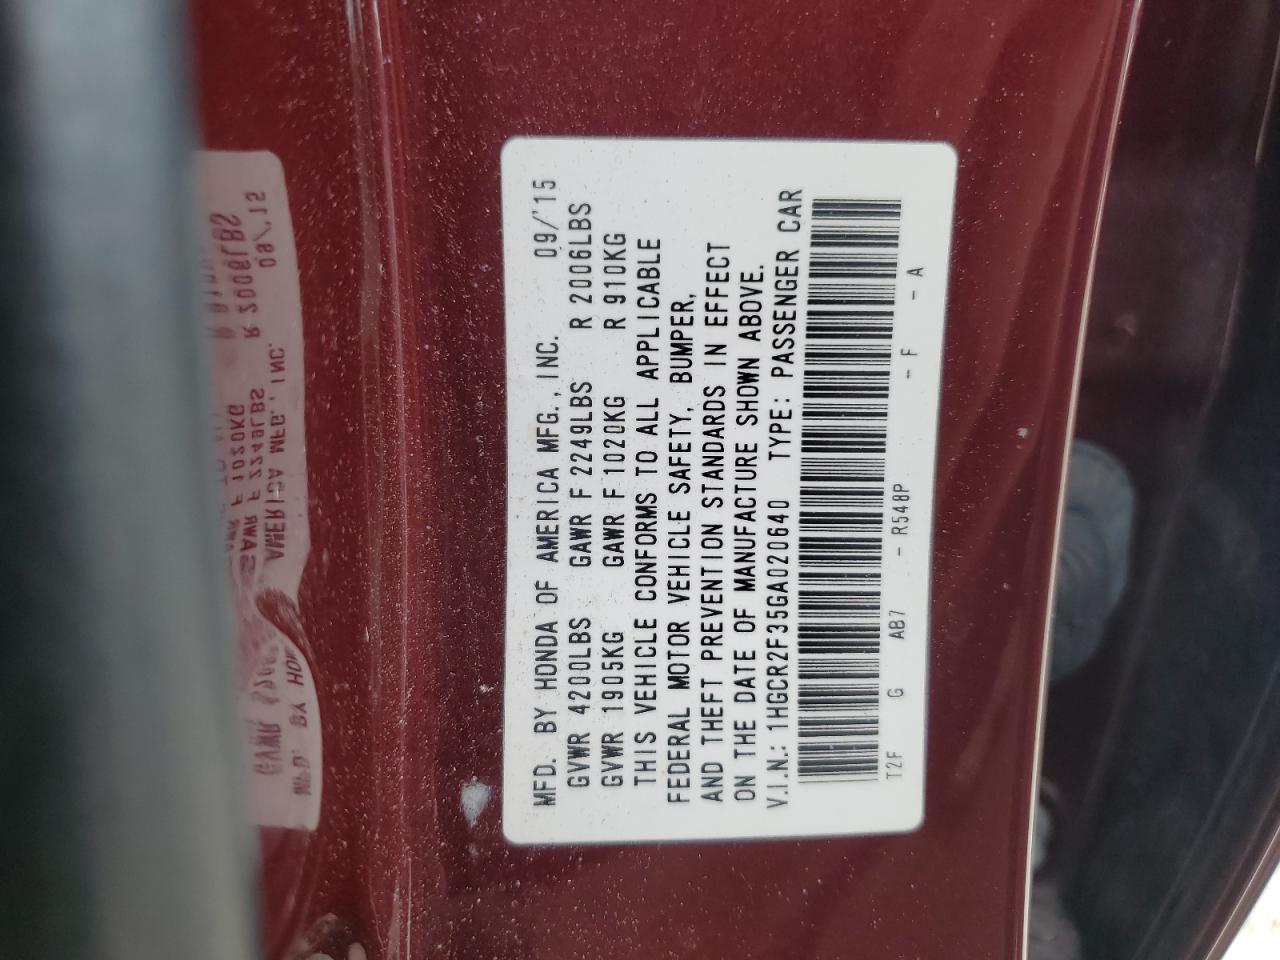 MFD. BY HONDA OF AMERICA MFG., INC. 09/'15
GVWR 4200LBS GAWR F 2249LBS R 2006LBS
GVWR 1905KG GAWR F 1020KG R 910KG
THIS VEHICLE CONFORMS TO ALL APPLICABLE
FEDERAL MOTOR VEHICLE SAFETY, BUMPER,
AND THEFT PREVENTION STANDARDS IN EFFECT
ON THE DATE OF MANUFACTURE SHOWN ABOVE.
V.I.N.: 1HGCR2F35GA020640 TYPE: PASSENGER CAR
T2F G AB7 - R548P - F - A